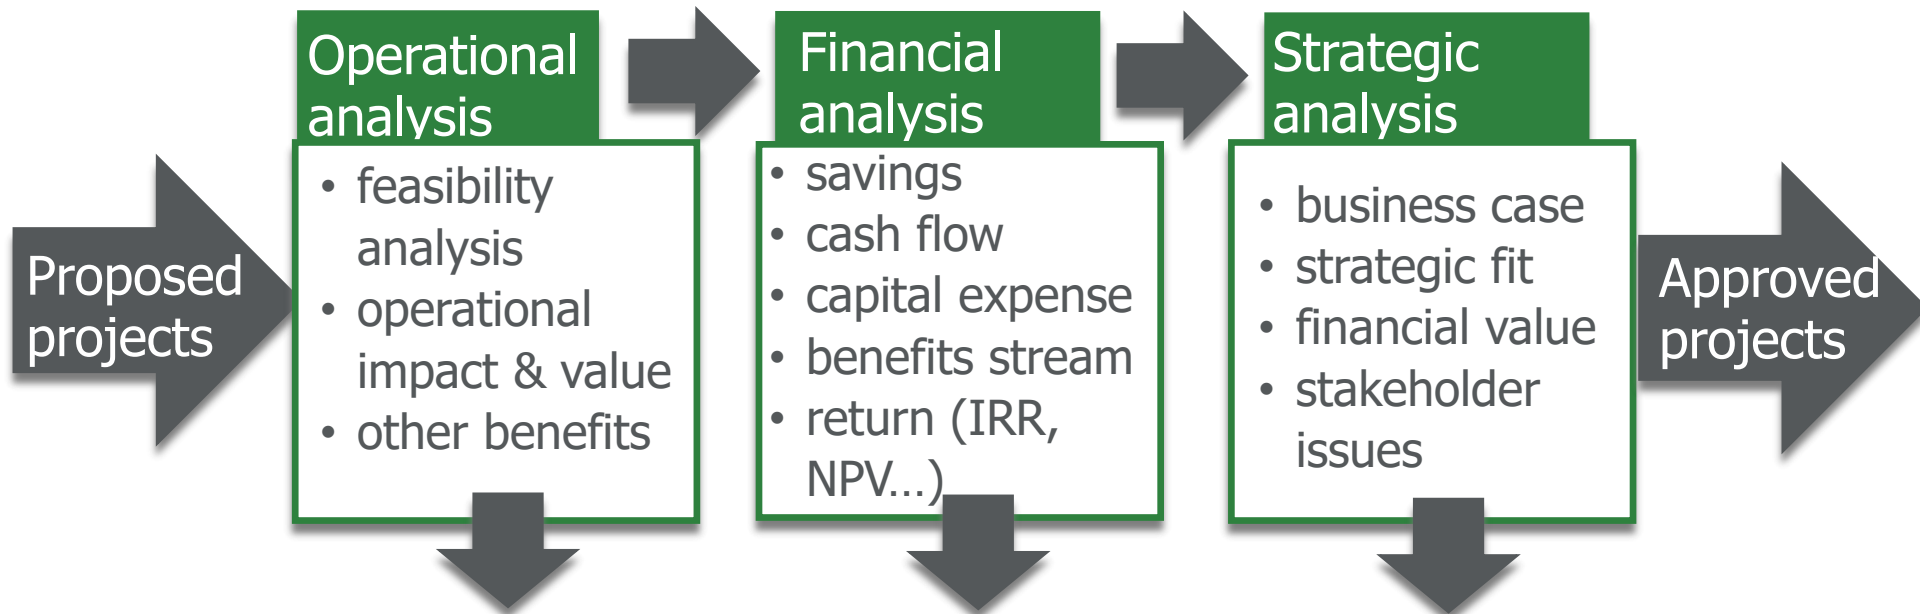 Proposed
projects
Operational
analysis
• feasibility
analysis
• operational
impact & value
• other benefits
Financial
analysis
• savings
• cash flow
• capital expense
• benefits stream
• return (IRR,
NPV...)
Strategic
analysis
• business case
• strategic fit
• financial value
• stakeholder
issues
Approved
projects